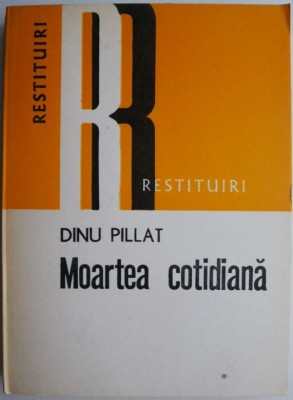 RESTITUIRI
R
RESTITUIRI
DINU PILLAT
Moartea cotidiană